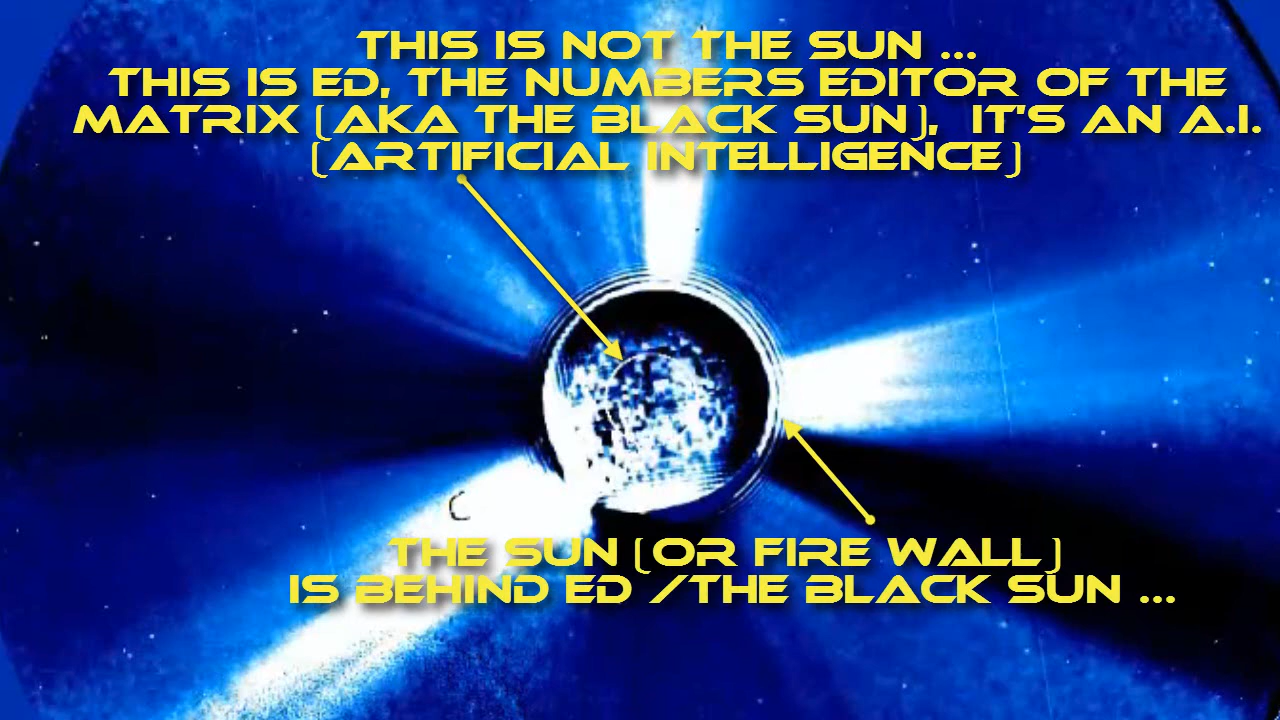 THIS IS NOT THE SUN ...
THIS IS ED, THE NUMBERS EDITOR OF THE
MATRIX (AKA THE BLACK SUN), IT'S AN A.I.
(ARTIFICIAL INTELLIGENCE)
THE SUN (OR FIRE WALL)
IS BEHIND ED /THE BLACK SUN ...